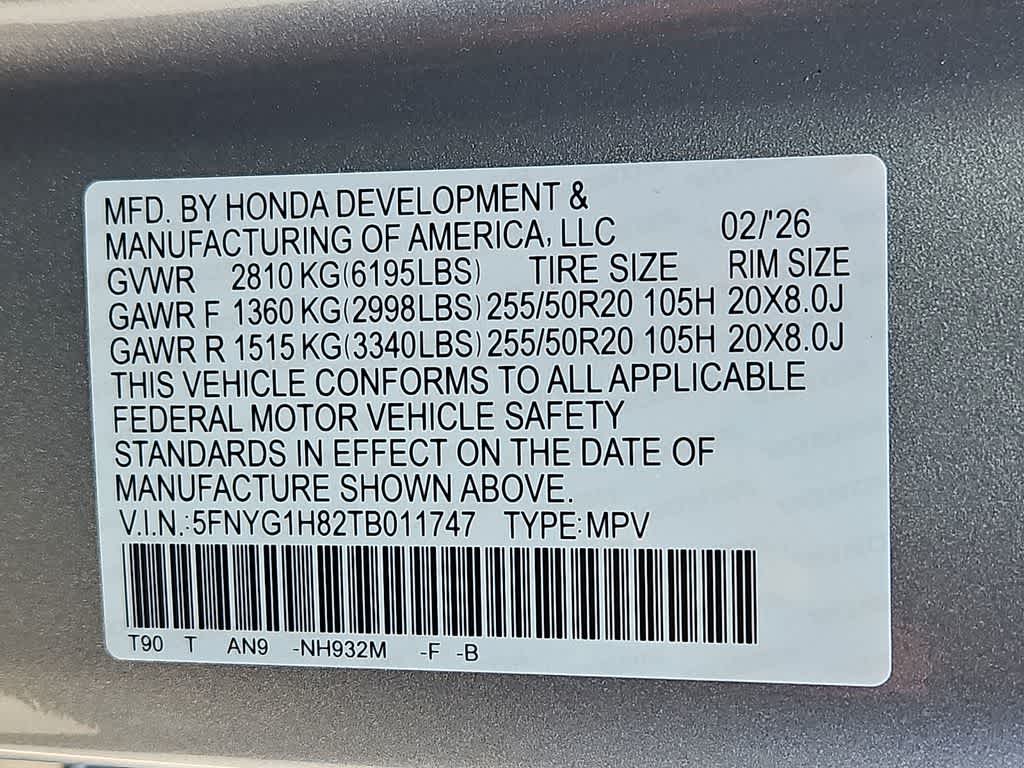 MFD. BY HONDA DEVELOPMENT &
MANUFACTURING OF AMERICA, LLC 02/'26
GVWR 2810 KG(6195LBS) TIRE SIZE RIM SIZE
GAWR F 1360 KG(2998LBS) 255/50R20 105H 20X8.0J
GAWR R 1515 KG(3340LBS) 255/50R20 105H 20X8.0J
THIS VEHICLE CONFORMS TO ALL APPLICABLE
FEDERAL MOTOR VEHICLE SAFETY
STANDARDS IN EFFECT ON THE DATE OF
MANUFACTURE SHOWN ABOVE.
V.I.N.:5FNYG1H82TB011747 TYPE:MPV
T90 T AN9 -NH932M -F -B